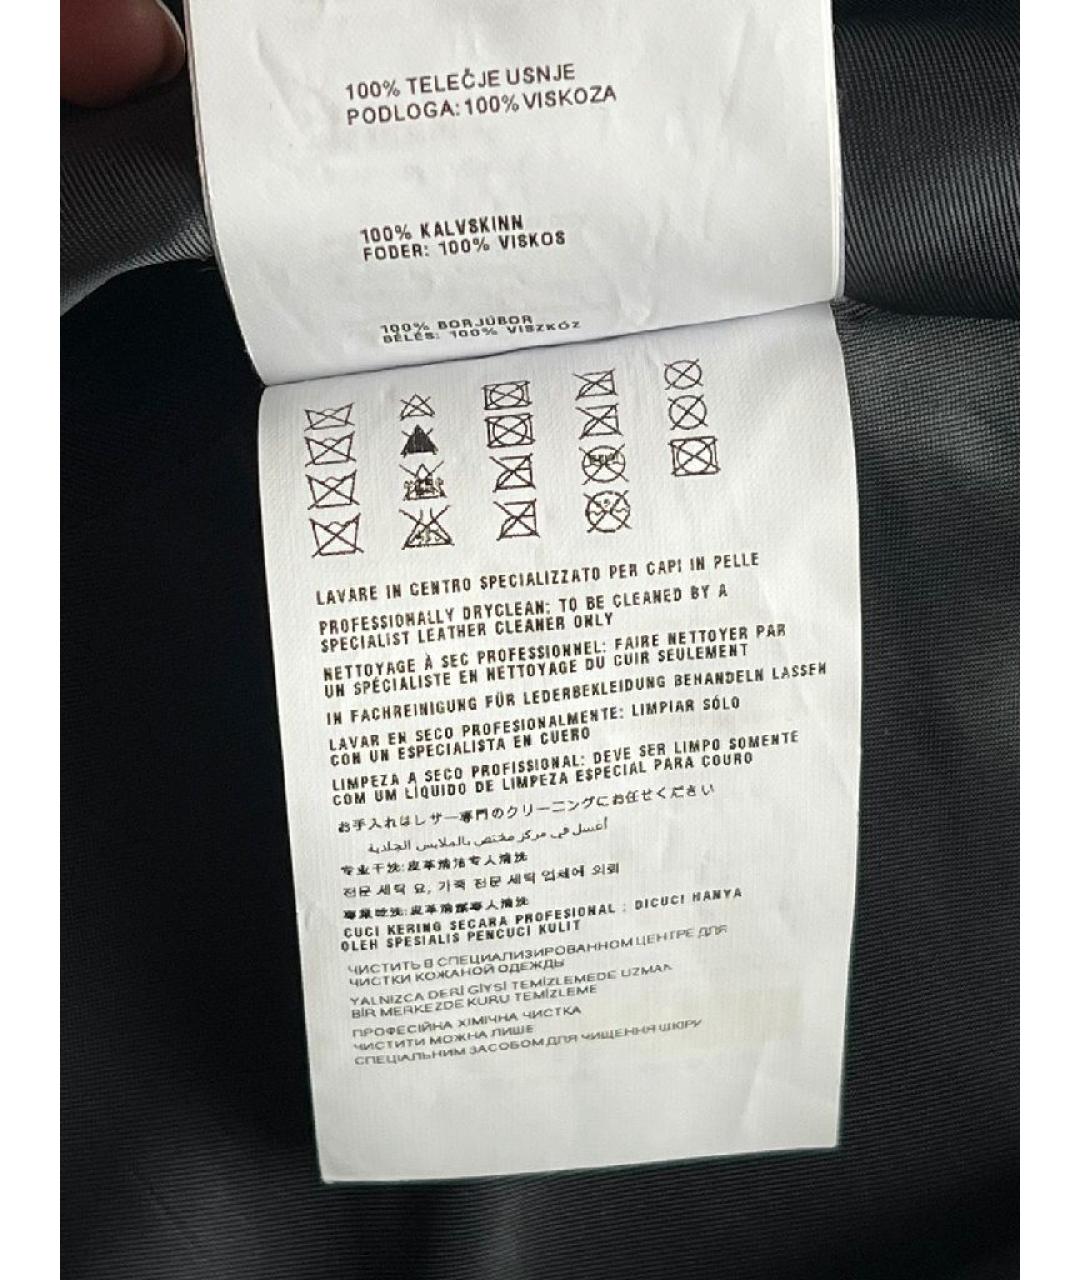 100% TELEČJE USNJE
PODLOGA: 100% VISKOZA
100% KALVSKINN
FODER: 100% VISKOS
100% BORJÚBŐR
BÉLÉS: 100% VISZKÓZ
LAVARE IN CENTRO SPECIALIZZATO PER CAPI IN PELLE
PROFESSIONALLY DRYCLEAN: TO BE CLEANED BY A
SPECIALIST LEATHER CLEANER ONLY
NETTOYAGE À SEC PROFESSIONNEL: FAIRE NETTOYER PAR
UN SPÉCIALISTE EN NETTOYAGE DU CUIR SEULEMENT
IN FACHREINIGUNG FÜR LEDERBEKLEIDUNG BEHANDELN LASSEN
LAVAR EN SECO PROFESIONALMENTE: LIMPIAR SÓLO
CON UN ESPECIALISTA EN CUERO
LIMPEZA A SECO PROFISSIONAL: DEVE SER LIMPO SOMENTE
COM UM LÍQUIDO DE LIMPEZA ESPECIAL PARA COURO
お手入れはレザー専門のクリーニングにお任せください
أغسل في مركز مختص بالملابس الجلدية
专业干洗: 皮革清洁专人清洗
전문 세탁 요, 가죽 전문 세탁 업체에 의뢰
專業乾洗: 皮革清潔專人清洗
CUCI KERING SECARA PROFESIONAL : DICUCI HANYA
OLEH SPESIALIS PENCUCI KULIT
ЧИСТИТЬ В СПЕЦИАЛИЗИРОВАННОМ ЦЕНТРЕ ДЛЯ
ЧИСТКИ КОЖАНОЙ ОДЕЖДЫ
YALNIZCA DERİ GİYSİ TEMİZLEMEDE UZMAN
BİR MERKEZDE KURU TEMİZLEME
ПРОФЕСІЙНА ХІМІЧНА ЧИСТКА
ЧИСТИТИ МОЖНА ЛИШЕ
СПЕЦІАЛЬНИМ ЗАСОБОМ ДЛЯ ЧИЩЕННЯ ШКІРИ